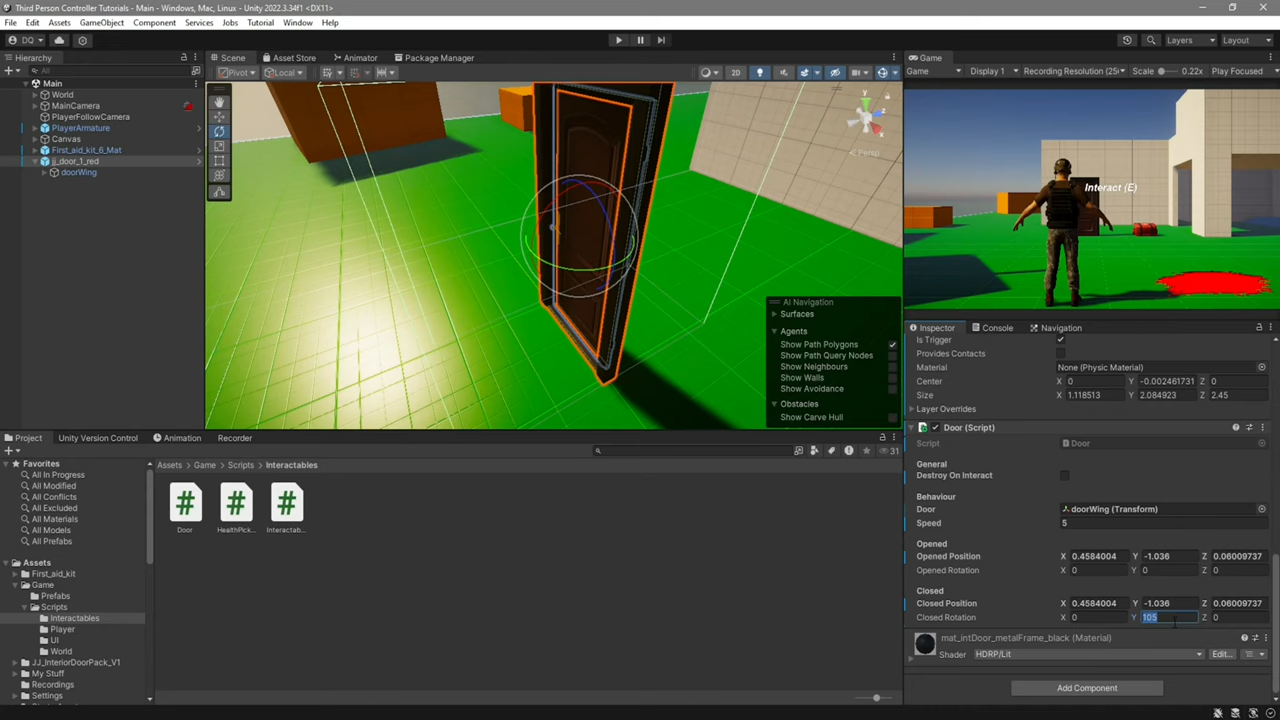 Third Person Controller Tutorials - Main - Windows, Mac, Linux - Unity 2022.3.34f1 <DX11>
File Edit Assets GameObject Component Services Jobs Tutorial Window Help
DQ Layers Layout
Hierarchy
All
Main
World
MainCamera
PlayerFollowCamera
PlayerArmature
Canvas
First_aid_kit_6_Mat
jj_door_1_red
doorWing
Scene Asset Store Animator Package Manager
Pivot Local 2D
y
x
Persp
AI Navigation
Surfaces
Agents
Show Path Polygons
Show Path Query Nodes
Show Neighbours
Show Walls
Show Avoidance
Obstacles
Show Carve Hull
Game
Game Display 1 Recording Resolution (25 Scale 0.22x Play Focused
Interact (E)
Inspector Console Navigation
Is Trigger
Provides Contacts
Material None (Physic Material)
Center X 0 Y -0.002461731 Z 0
Size X 1.118513 Y 2.084923 Z 2.45
Layer Overrides
Door (Script)
Script Door
General
Destroy On Interact
Behaviour
Door doorWing (Transform)
Speed 5
Opened
Opened Position X 0.4584004 Y -1.036 Z 0.06009737
Opened Rotation X 0 Y 0 Z 0
Closed
Closed Position X 0.4584004 Y -1.036 Z 0.06009737
Closed Rotation X 0 Y 105 Z 0
mat_intDoor_metalFrame_black (Material)
Shader HDRP/Lit Edit...
Add Component
Project Unity Version Control Animation Recorder
31
Favorites
All In Progress
All Modified
All Conflicts
All Excluded
All Materials
All Models
All Prefabs
Assets
First_aid_kit
Game
Prefabs
Scripts
Interactables
Player
UI
World
JJ_InteriorDoorPack_V1
My Stuff
Recordings
Settings
Assets > Game > Scripts > Interactables
Door HealthPick... Interactab...